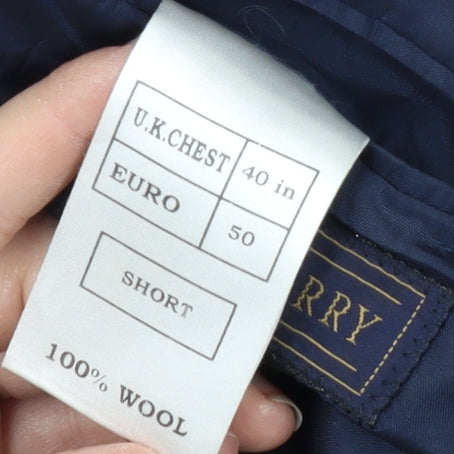 U.K.CHEST 40 in
EURO 50
SHORT
100% WOOL
RRY